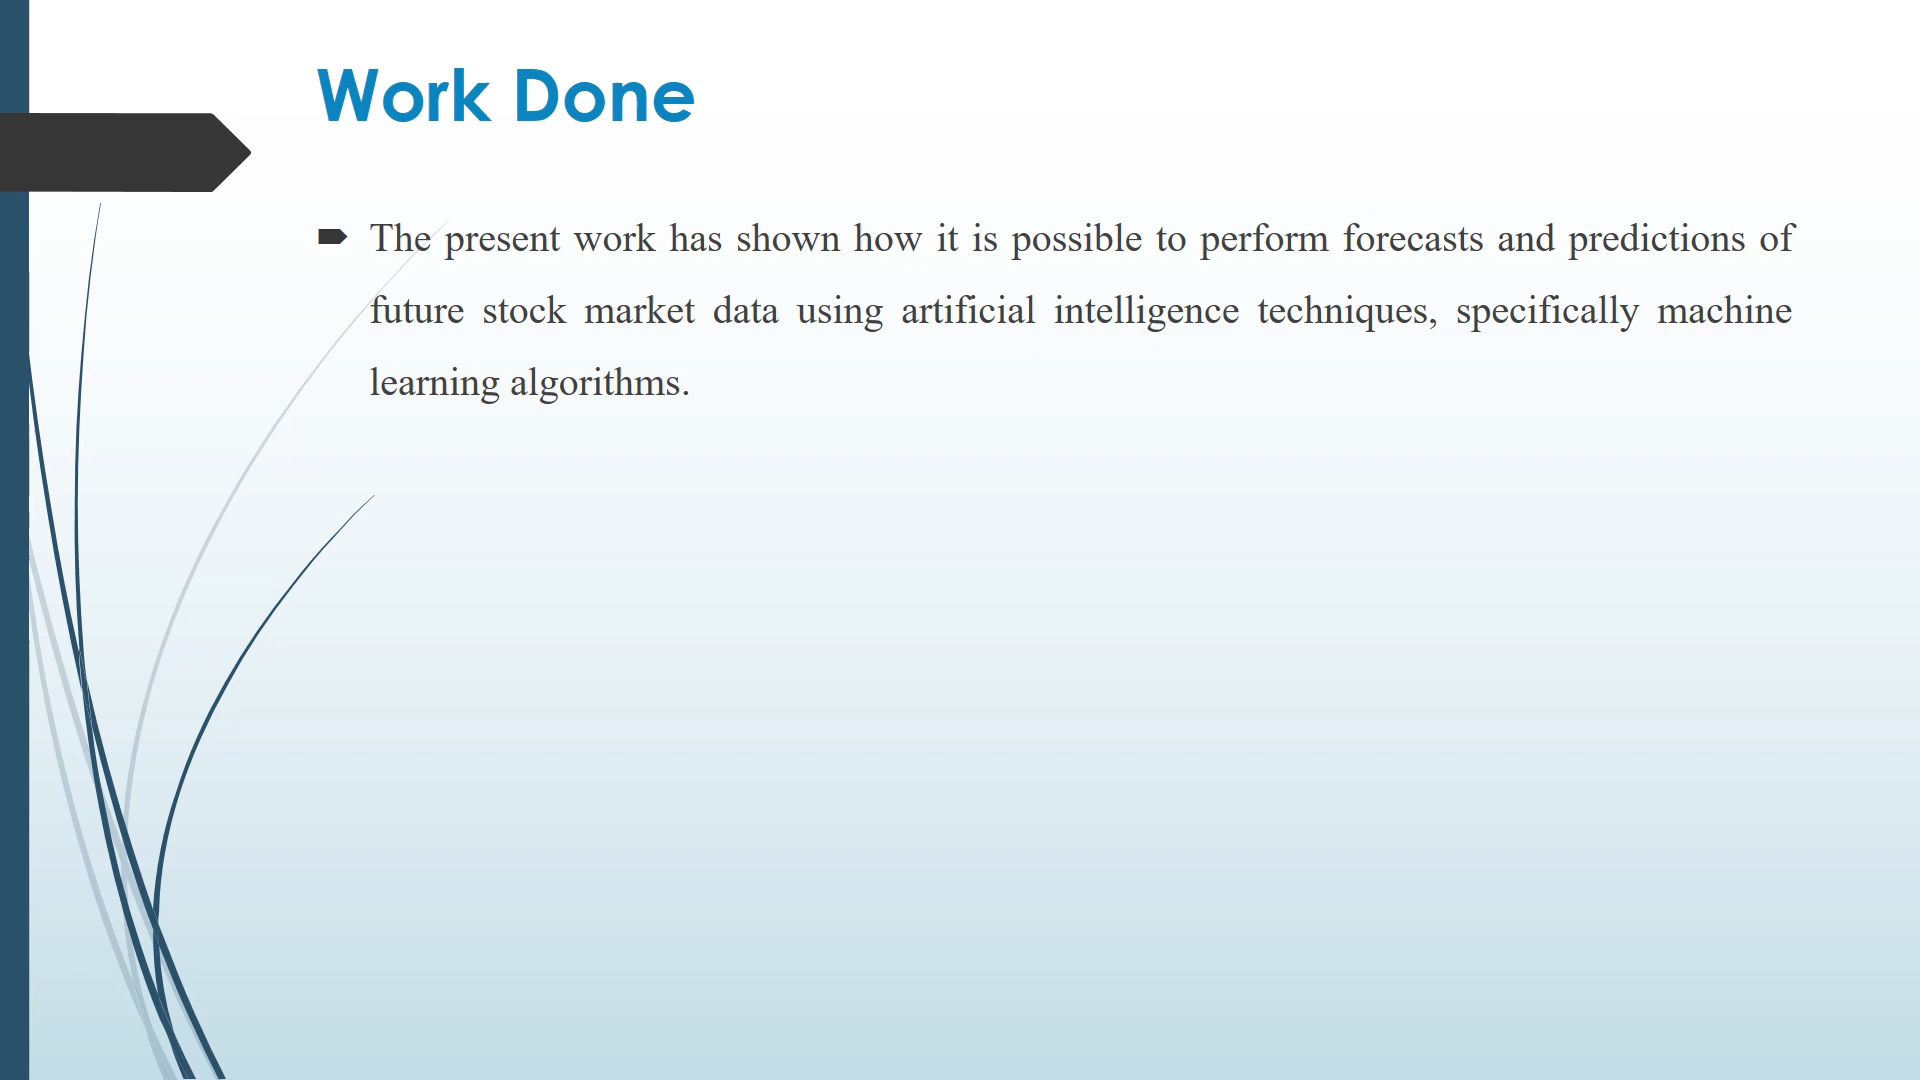 Work Done
The present work has shown how it is possible to perform forecasts and predictions of
future stock market data using artificial intelligence techniques, specifically machine
learning algorithms.